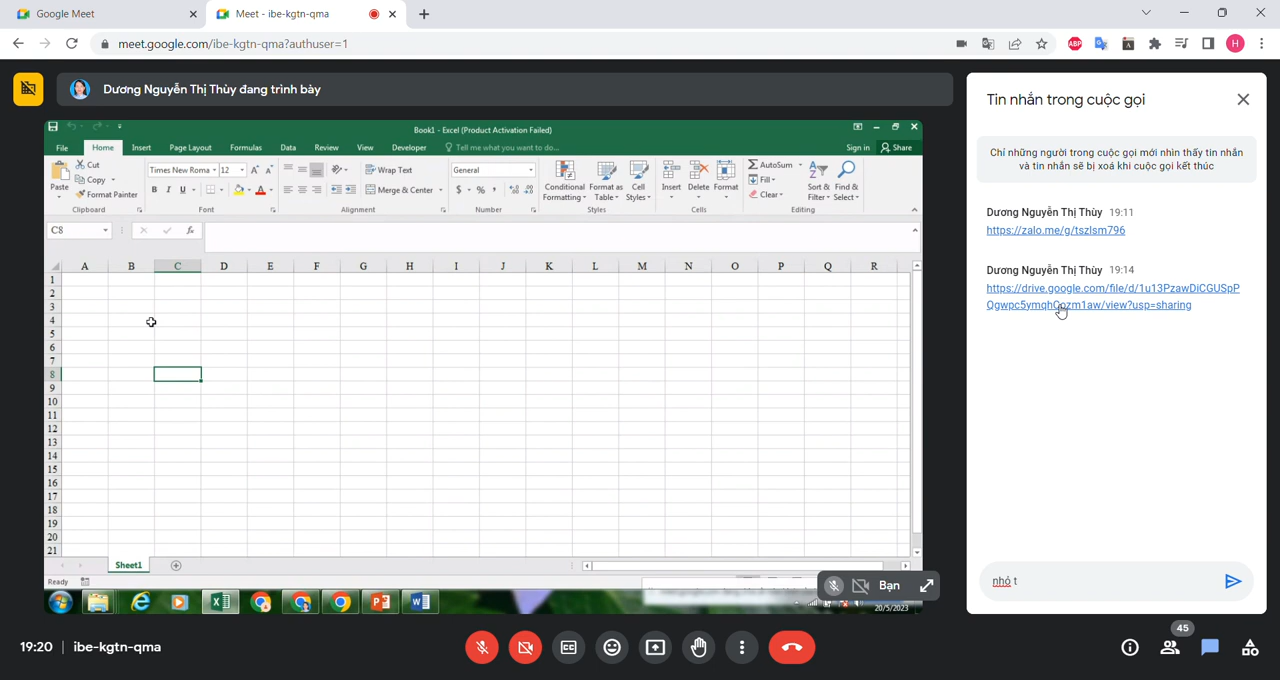 Google Meet
Meet - ibe-kgtn-qma
meet.google.com/ibe-kgtn-qma?authuser=1
ABP
H
Dương Nguyễn Thị Thùy đang trình bày
Book1 - Excel (Product Activation Failed)
File Home Insert Page Layout Formulas Data Review View Developer Tell me what you want to do... Sign in Share
Paste Cut
Copy
Format Painter
Times New Roma 12
B I U
Wrap Text
Merge & Center
General
$ % ,
Conditional Formatting
Format as Table
Cell Styles
Insert Delete Format
AutoSum
Fill
Clear
Sort & Filter
Find & Select
Clipboard Font Alignment Number Styles Cells Editing
C8 fx
A B C D E F G H I J K L M N O P Q R
1
2
3
4
5
6
7
8
9
10
11
12
13
14
15
16
17
18
19
20
21
Sheet1
Ready
20/5/2023
Bạn
Tin nhắn trong cuộc gọi
Chỉ những người trong cuộc gọi mới nhìn thấy tin nhắn
và tin nhắn sẽ bị xoá khi cuộc gọi kết thúc
Dương Nguyễn Thị Thùy 19:11
https://zalo.me/g/tszlsm796
Dương Nguyễn Thị Thùy 19:14
https://drive.google.com/file/d/1u13PzawDiCGUSpP
nhó t
19:20 | ibe-kgtn-qma
45